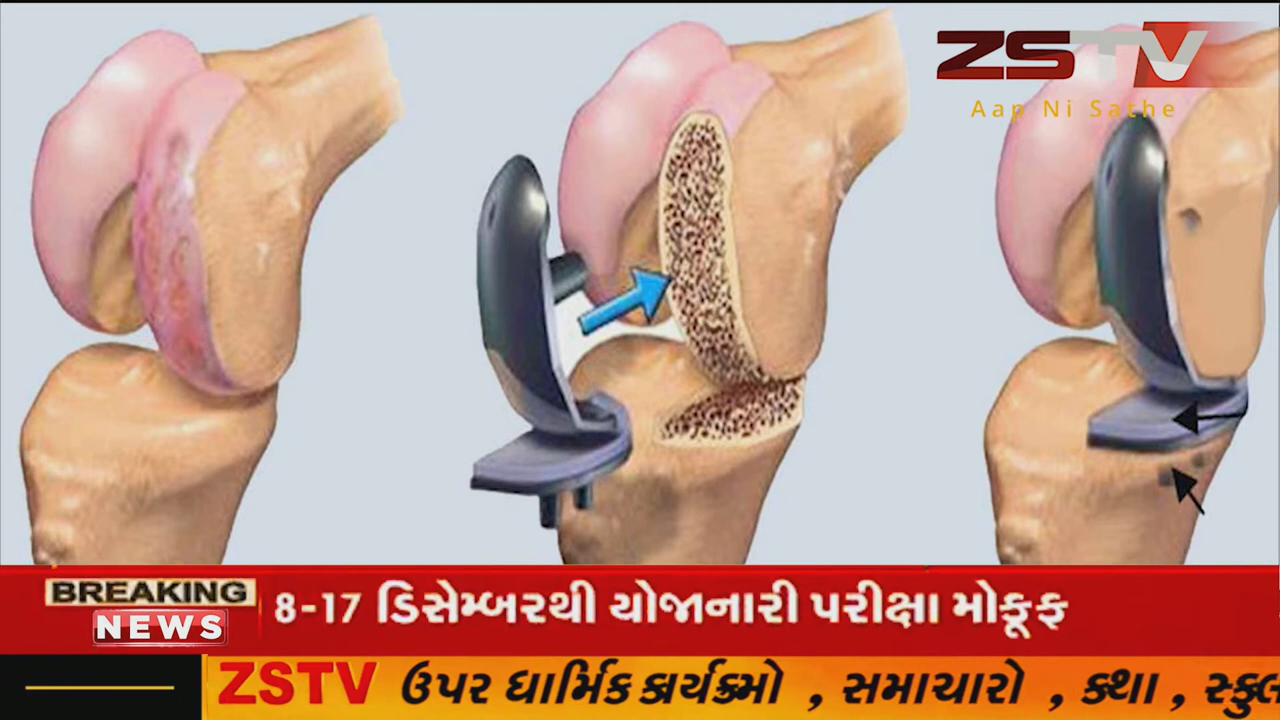 ZSTV
Aap Ni Sathe
BREAKING
NEWS
8-17 ડિસેમ્બરથી યોજાનારી પરીક્ષા મોકૂફ
ZSTV ઉપર ધાર્મિક કાર્યક્રમો , સમાચારો , કથા , સ્કુલ